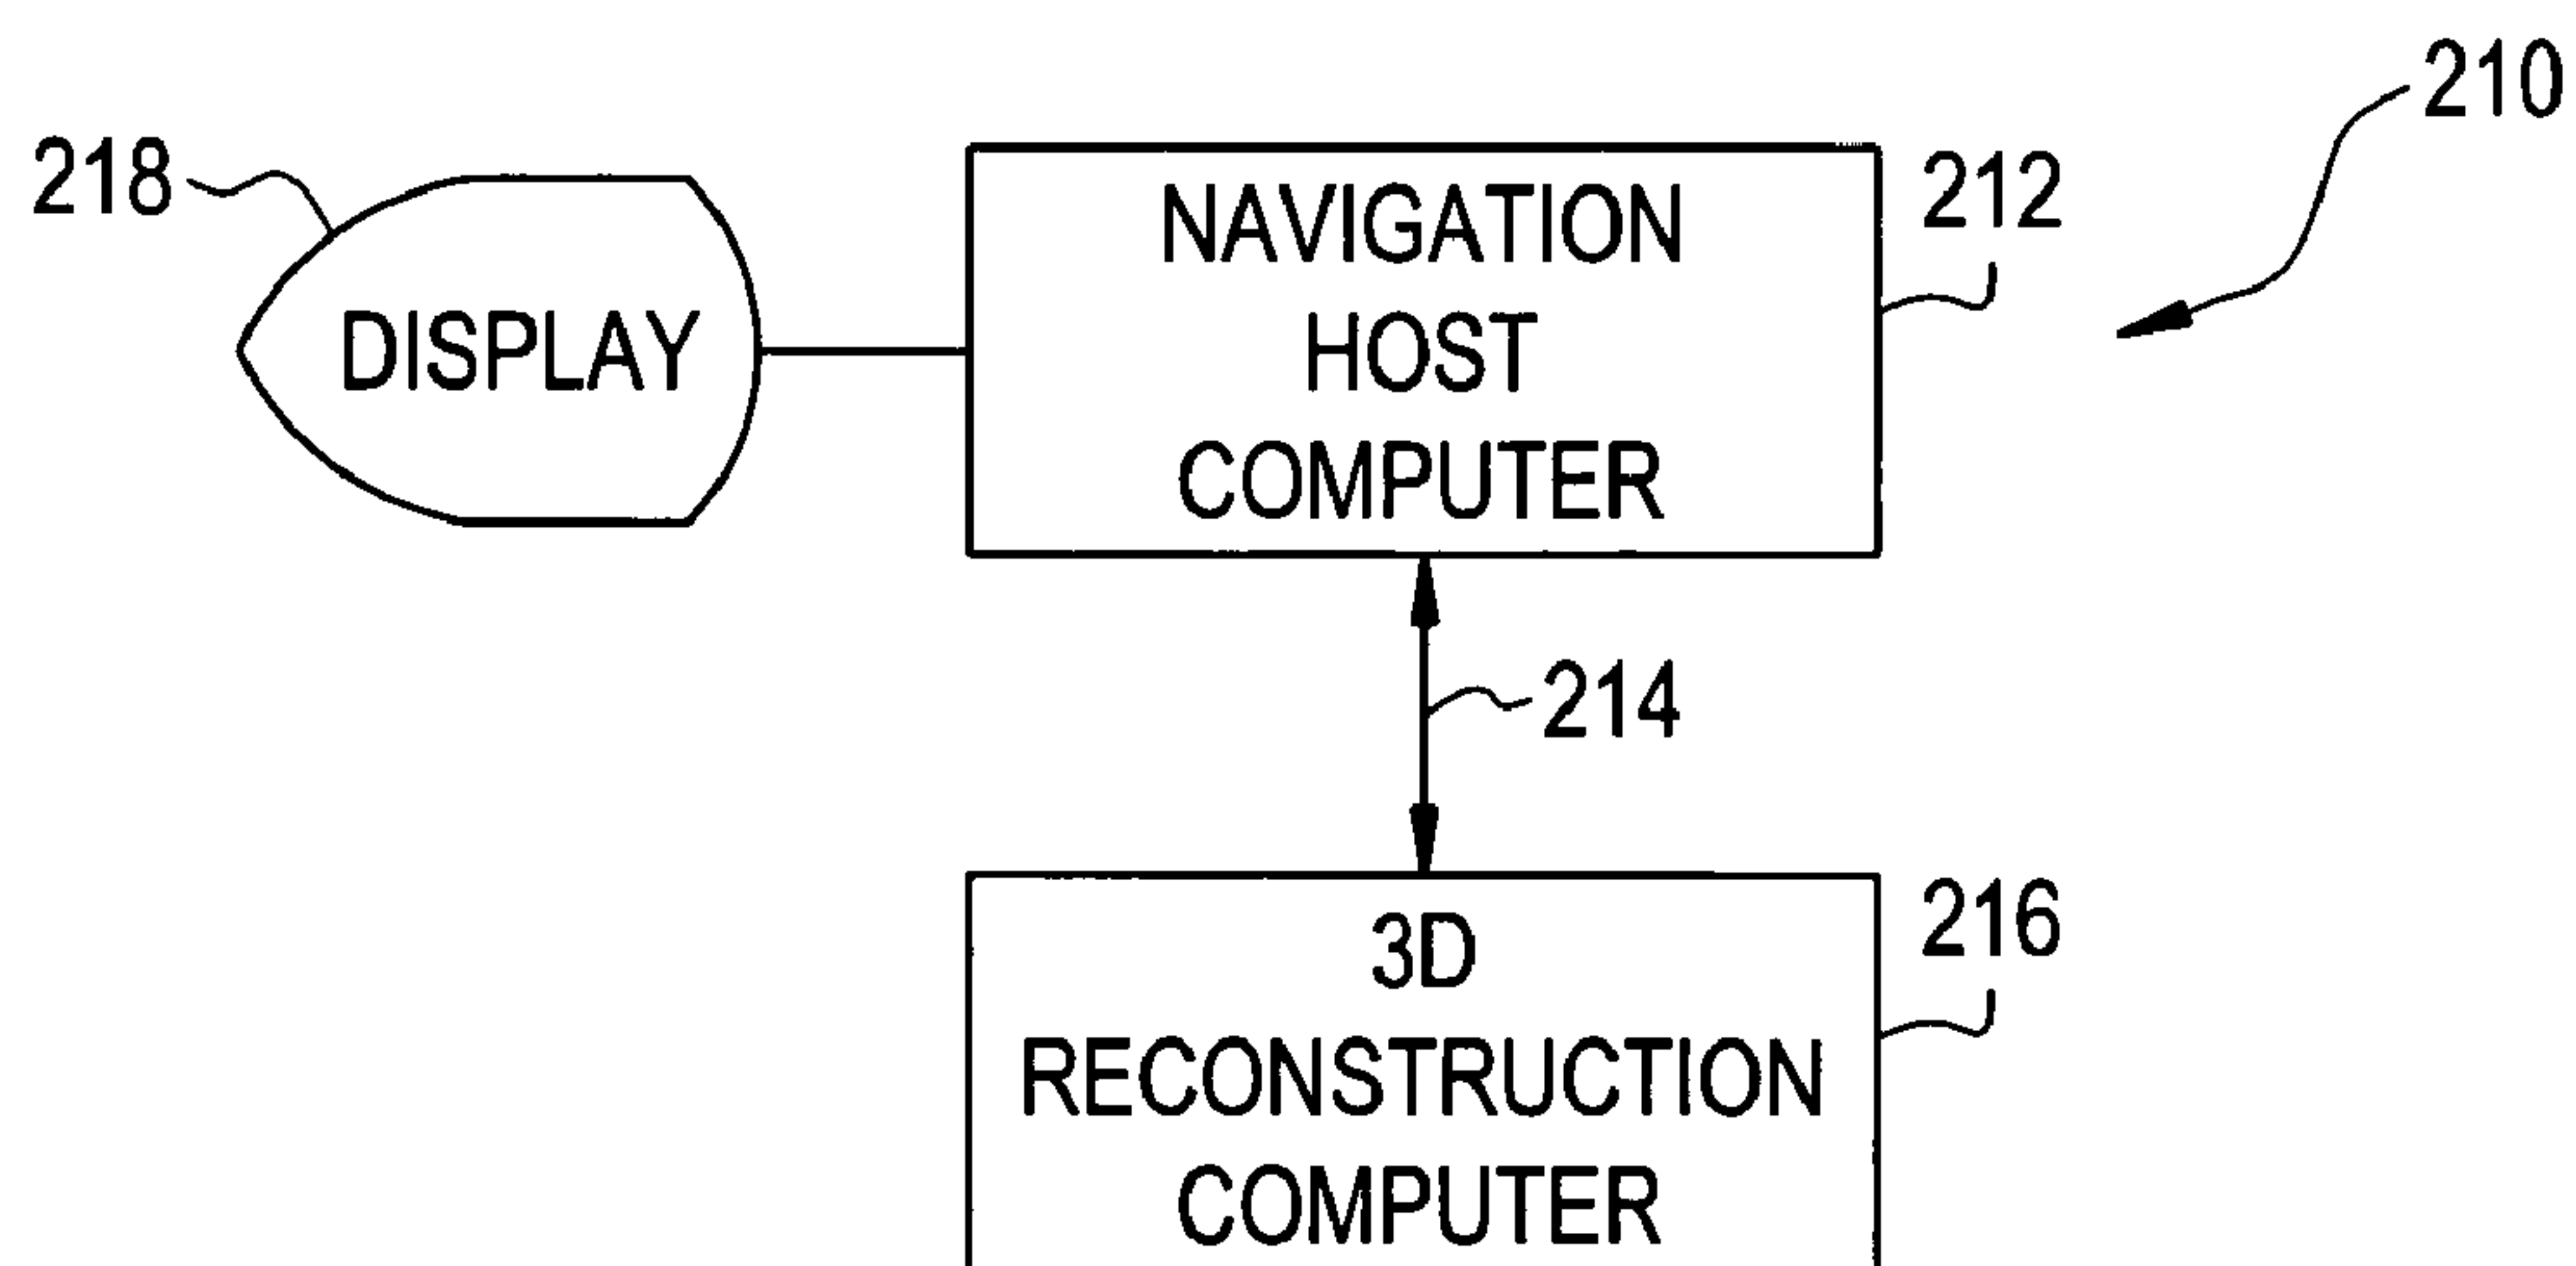 210
218
212
NAVIGATION
HOST
COMPUTER
DISPLAY
214
216
3D
RECONSTRUCTION
COMPUTER